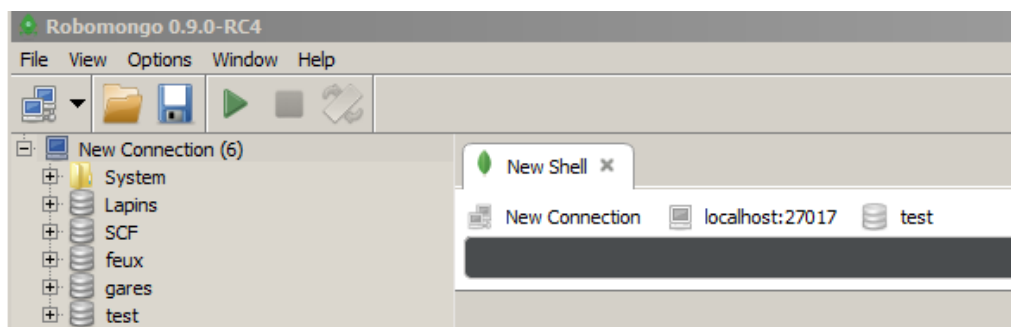 Robomongo 0.9.0-RC4
File View Options Window Help
New Connection (6)
System
Lapins
SCF
feux
gares
test
New Shell
New Connection localhost:27017 test